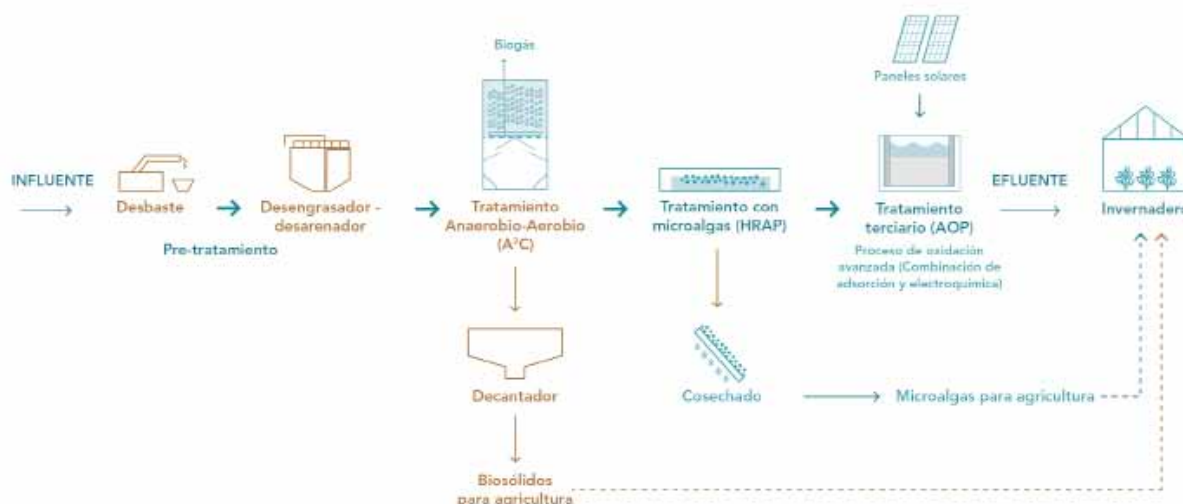 Biogás
Paneles solares
INFLUENTE
Desbaste
Desengrasador -
desarenador
Pre-tratamiento
Tratamiento
Anaerobio-Aerobio
(A²C)
Tratamiento con
microalgas (HRAP)
Tratamiento
terciario (AOP)
Proceso de oxidación
avanzada (Combinación de
adsorción y electroquímica)
EFLUENTE
Invernadero
Decantador
Cosechado
Microalgas para agricultura
Biosólidos
para agricultura